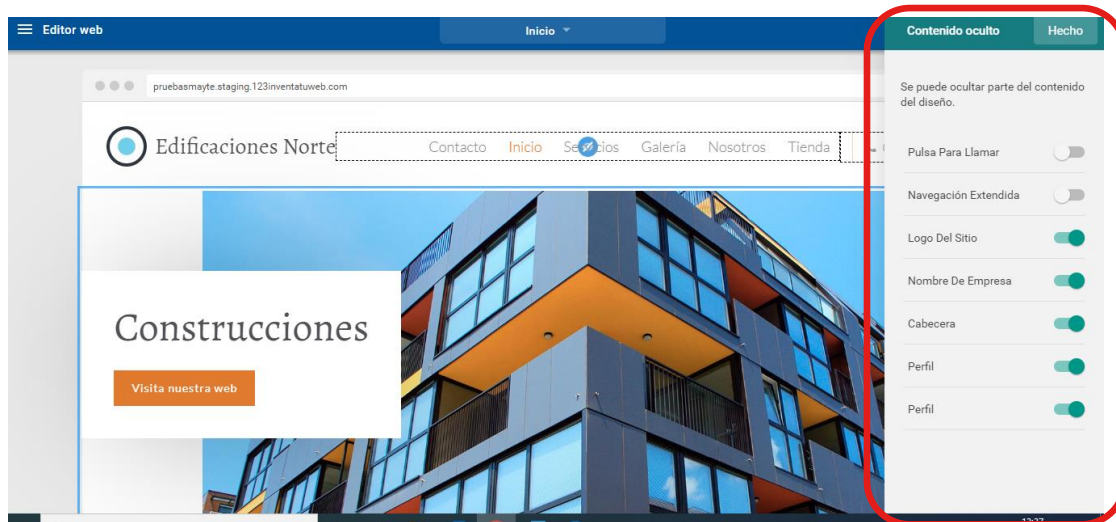 Editor web
Inicio
Contenido oculto
Hecho
pruebasmayte.staging.123inventatuweb.com
Se puede ocultar parte del contenido
del diseño.
Edificaciones Norte
Contacto Inicio Servicios Galería Nosotros Tienda
Pulsa Para Llamar
Navegación Extendida
Logo Del Sitio
Nombre De Empresa
Cabecera
Perfil
Perfil
Construcciones
Visita nuestra web